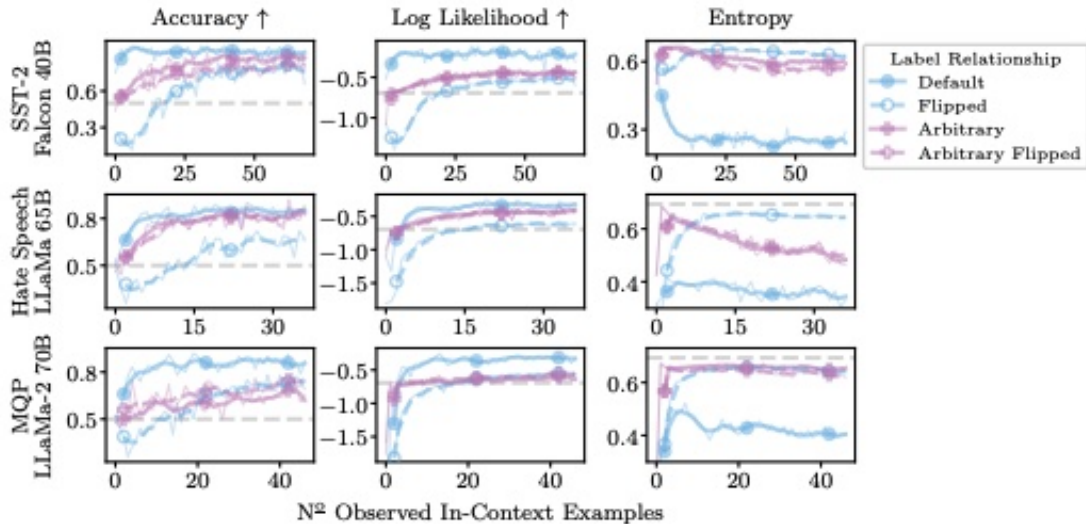 Accuracy ↑
Log Likelihood ↑
Entropy
SST-2
Falcon 40B
0.6
0.3
0 25 50
−0.5
−1.0
0 25 50
0.6
0.3
0 25 50
Label Relationship
Default
Flipped
Arbitrary
Arbitrary Flipped
Hate Speech
LLaMa 65B
0.8
0.5
0 15 30
−0.5
−1.0
−1.5
0 15 30
0.6
0.4
0 15 30
MQP
LLaMa-2 70B
0.8
0.5
0 20 40
−0.5
−1.0
−1.5
0 20 40
0.6
0.4
0 20 40
Nº Observed In-Context Examples